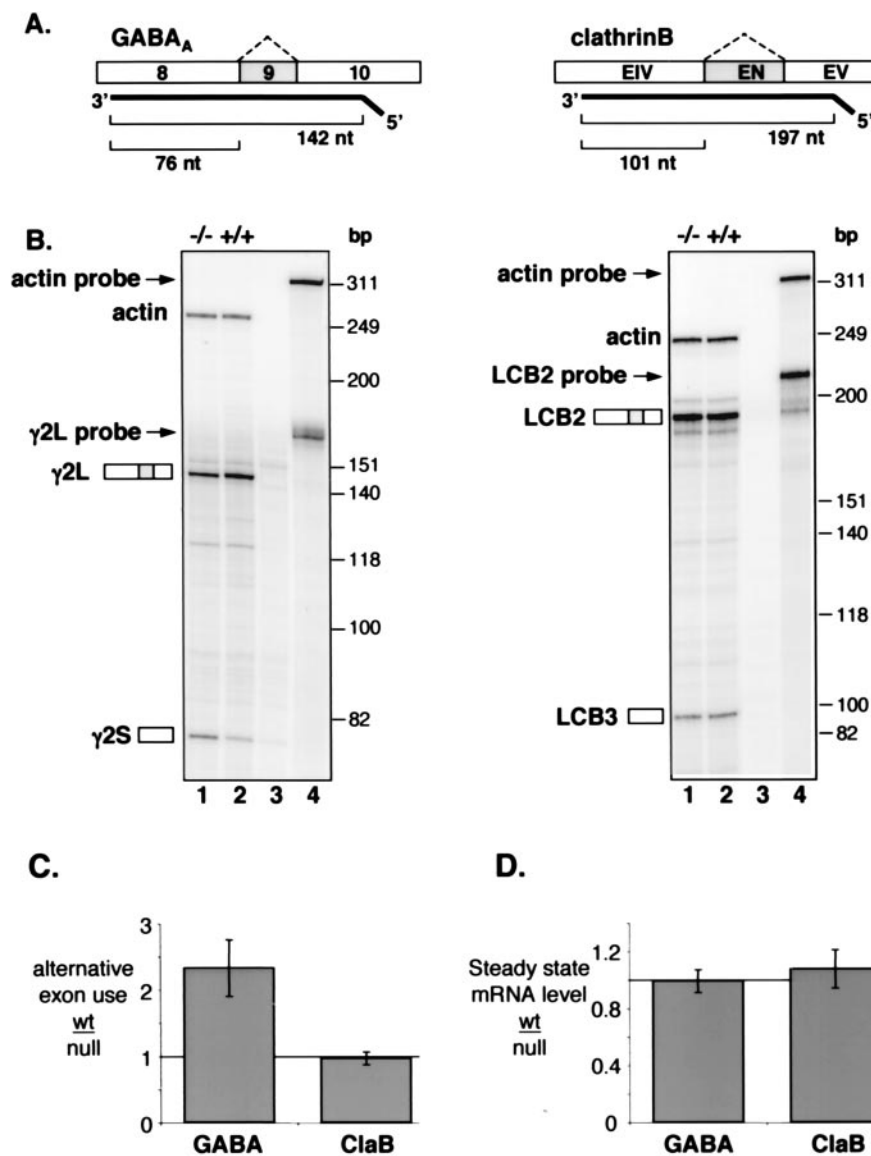 A.
GABAA
8 9 10
3'
5'
142 nt
76 nt
clathrinB
EIV EN EV
3'
5'
197 nt
101 nt
B.
-/- +/+ bp
actin probe
actin
γ2L probe
γ2L
γ2S
311
249
200
151
140
118
100
82
1 2 3 4
-/- +/+ bp
actin probe
actin
LCB2 probe
LCB2
LCB3
311
249
200
151
140
118
100
82
1 2 3 4
C.
alternative
exon use
wt
null
3
2
1
0
GABA ClaB
D.
Steady state
mRNA level
wt
null
1.2
0.8
0.4
0
GABA ClaB